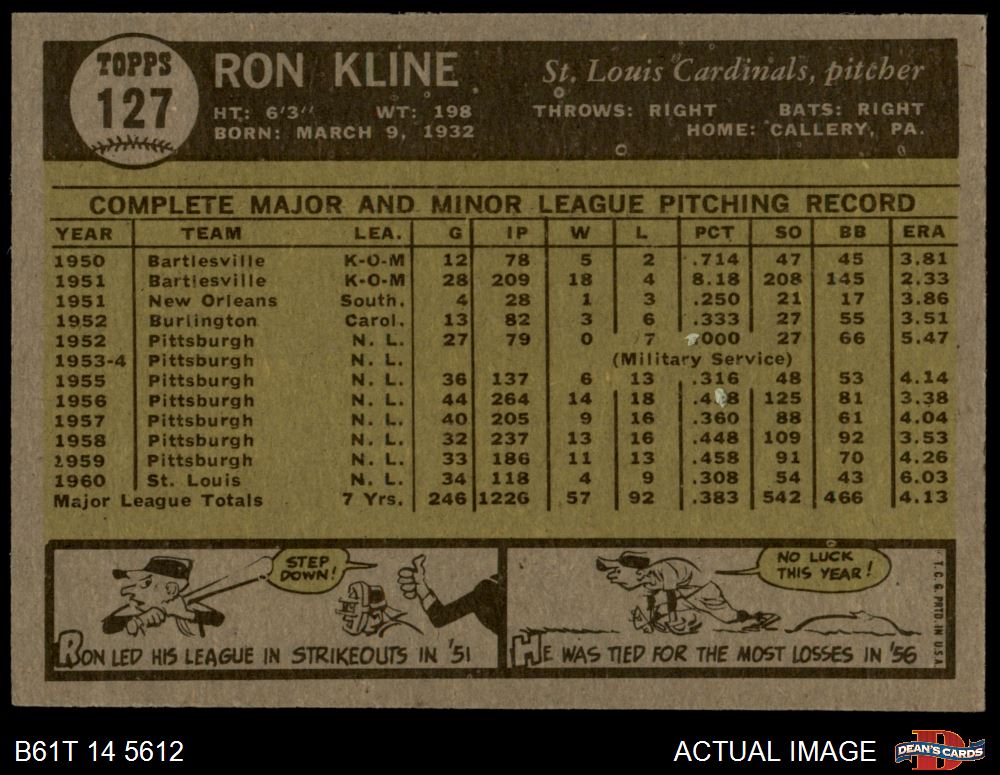 TOPPS
127
RON KLINE
St. Louis Cardinals, pitcher
HT: 6'3" WT: 198 THROWS: RIGHT BATS: RIGHT
BORN: MARCH 9, 1932 HOME: CALLERY, PA.
COMPLETE MAJOR AND MINOR LEAGUE PITCHING RECORD
YEAR TEAM LEA. G IP W L PCT SO BB ERA
1950 Bartlesville K-O-M 12 78 5 2 .714 47 45 3.81
1951 Bartlesville K-O-M 28 209 18 4 8.18 208 145 2.33
1951 New Orleans South. 4 28 1 3 .250 21 17 3.86
1952 Burlington Carol. 13 82 3 6 .333 27 55 3.51
1952 Pittsburgh N. L. 27 79 0 7 .000 27 66 5.47
1953-4 Pittsburgh N. L. (Military Service)
1955 Pittsburgh N. L. 36 137 6 13 .316 48 53 4.14
1956 Pittsburgh N. L. 44 264 14 18 125 81 3.38
1957 Pittsburgh N. L. 40 205 9 16 .360 88 61 4.04
1958 Pittsburgh N. L. 32 237 13 16 .448 109 92 3.53
1959 Pittsburgh N. L. 33 186 11 13 .458 91 70 4.26
1960 St. Louis N. L. 34 118 4 9 .308 54 43 6.03
Major League Totals 7 Yrs. 246 1226 57 92 .383 542 466 4.13
STEP
DOWN!
RON LED HIS LEAGUE IN STRIKEOUTS IN '51
NO LUCK
THIS YEAR!
HE WAS TIED FOR THE MOST LOSSES IN '56
T.C.G. PRTD. IN U.S.A.
B61T 14 5612
ACTUAL IMAGE
DEAN'S CARDS